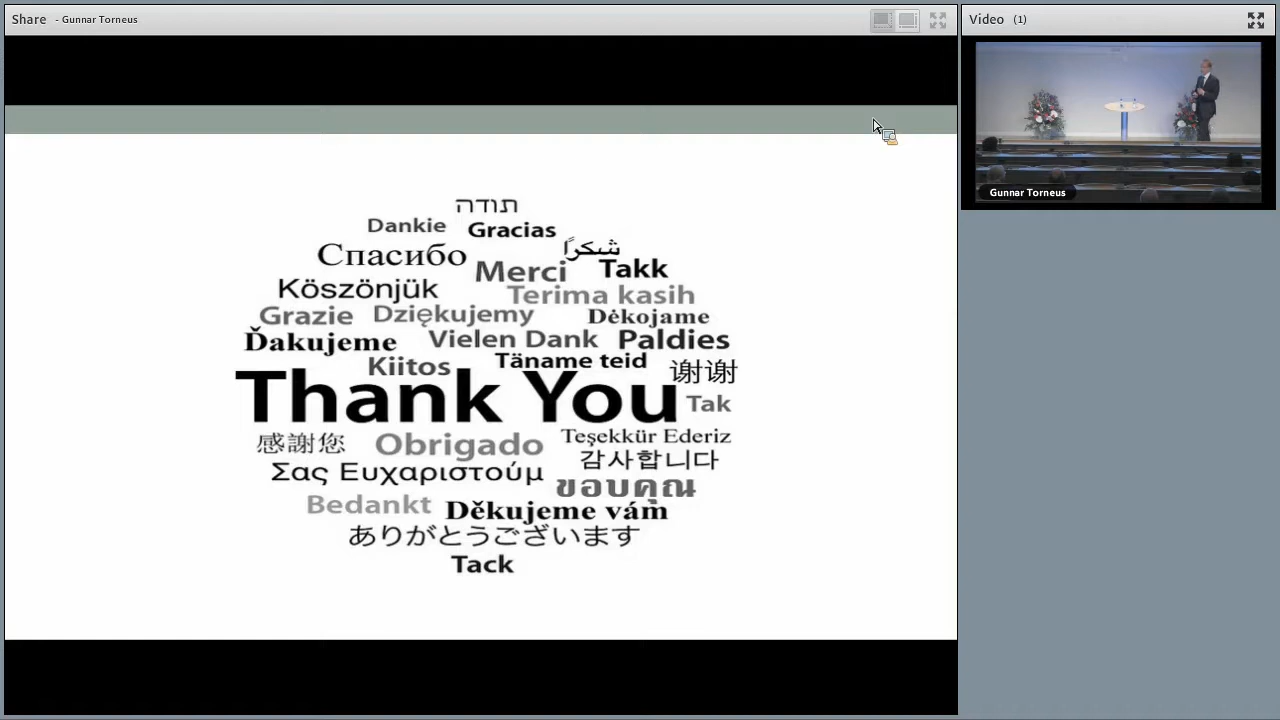 Share - Gunnar Torneus
Video (1)
Gunnar Torneus
תודה
Dankie Gracias
Спасибо شكراً
Merci Takk
Köszönjük Terima kasih
Grazie Dziękujemy Dėkojame
Ďakujeme Vielen Dank Paldies
Kiitos Täname teid 谢谢
Thank You Tak
感謝您 Obrigado Teşekkür Ederiz
Σας Ευχαριστούμ 감사합니다
Bedankt ขอบคุณ
Děkujeme vám
ありがとうございます
Tack